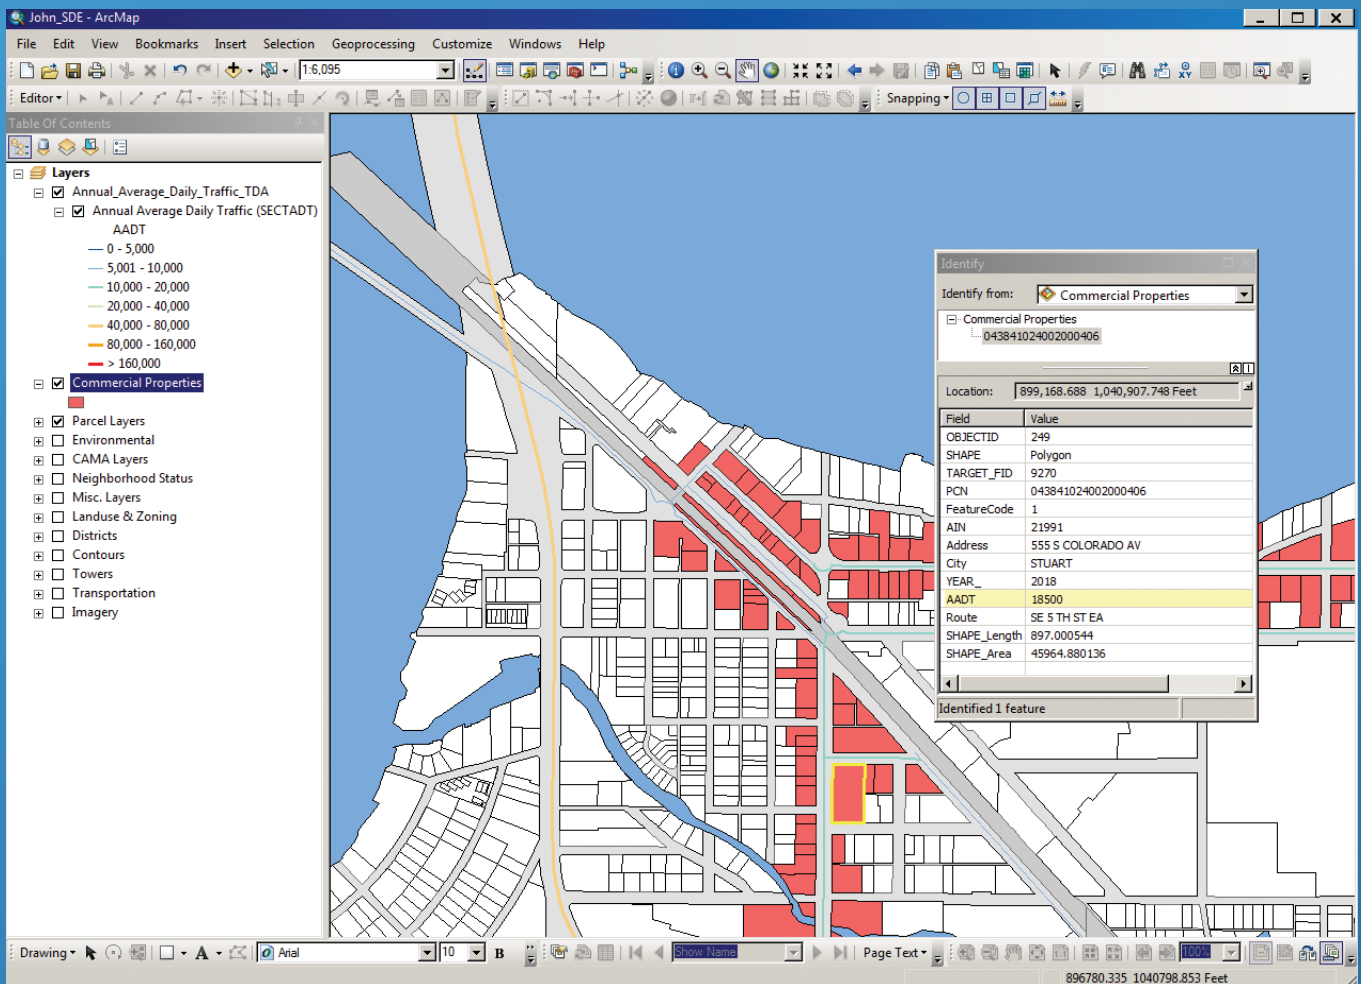 John_SDE - ArcMap
File Edit View Bookmarks Insert Selection Geoprocessing Customize Windows Help
1:6,095
Editor Snapping
Table Of Contents
Layers
Annual_Average_Daily_Traffic_TDA
Annual Average Daily Traffic (SECTADT)
AADT
0 - 5,000
5,001 - 10,000
10,000 - 20,000
20,000 - 40,000
40,000 - 80,000
80,000 - 160,000
> 160,000
Commercial Properties
Parcel Layers
Environmental
CAMA Layers
Neighborhood Status
Misc. Layers
Landuse & Zoning
Districts
Contours
Towers
Transportation
Imagery
Identify
Identify from: Commercial Properties
Commercial Properties
043841024002000406
Location: 899,168.688 1,040,907.748 Feet
Field Value
OBJECTID 249
SHAPE Polygon
TARGET_FID 9270
PCN 043841024002000406
FeatureCode 1
AIN 21991
Address 555 S COLORADO AV
City STUART
YEAR_ 2018
AADT 18500
Route SE 5 TH ST EA
SHAPE_Length 897.000544
SHAPE_Area 45964.880136
Identified 1 feature
Drawing A Arial 10 B Show Name Page Text 100%
896780.335 1040798.853 Feet